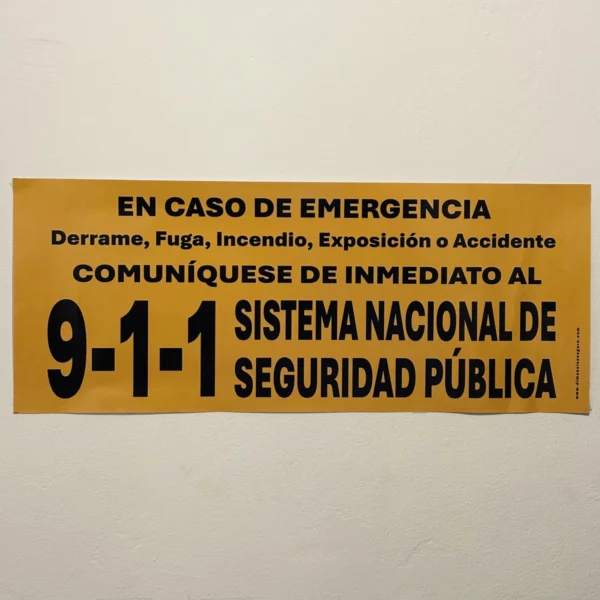 EN CASO DE EMERGENCIA
Derrame, Fuga, Incendio, Exposición o Accidente
COMUNÍQUESE DE INMEDIATO AL
9-1-1
SISTEMA NACIONAL DE
SEGURIDAD PÚBLICA